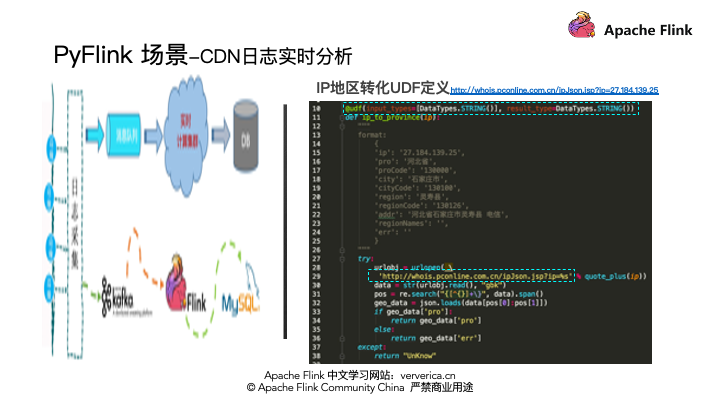 Apache Flink
PyFlink 场景-CDN日志实时分析
IP地区转化UDF定义http://whois.pconline.com.cn/ipJson.jsp?ip=27.184.139.25
日志采集
消息队列
实时
计算集群
DB
kafka
Flink
MySQL
10 @udf(input_types=[DataTypes.STRING()], result_type=DataTypes.STRING())
11 def ip_to_province(ip):
12 """
13 format:
14 {
15 'ip': '27.184.139.25',
16 'pro': '河北省',
17 'proCode': '130000',
18 'city': '石家庄市',
19 'cityCode': '130100',
20 'region': '灵寿县',
21 'regionCode': '130126',
22 'addr': '河北省石家庄市灵寿县 电信',
23 'regionNames': '',
24 'err': ''
25 }
26 """
27 try:
28 urlobj = urlopen( \
29 'http://whois.pconline.com.cn/ipJson.jsp?ip=%s' % quote_plus(ip))
30 data = str(urlobj.read(), "gbk")
31 pos = re.search("{[^{}]+\}", data).span()
32 geo_data = json.loads(data[pos[0]:pos[1]])
33 if geo_data['pro']:
34 return geo_data['pro']
35 else:
36 return geo_data['err']
37 except:
38 return "UnKnow"
Apache Flink 中文学习网站：ververica.cn
© Apache Flink Community China 严禁商业用途